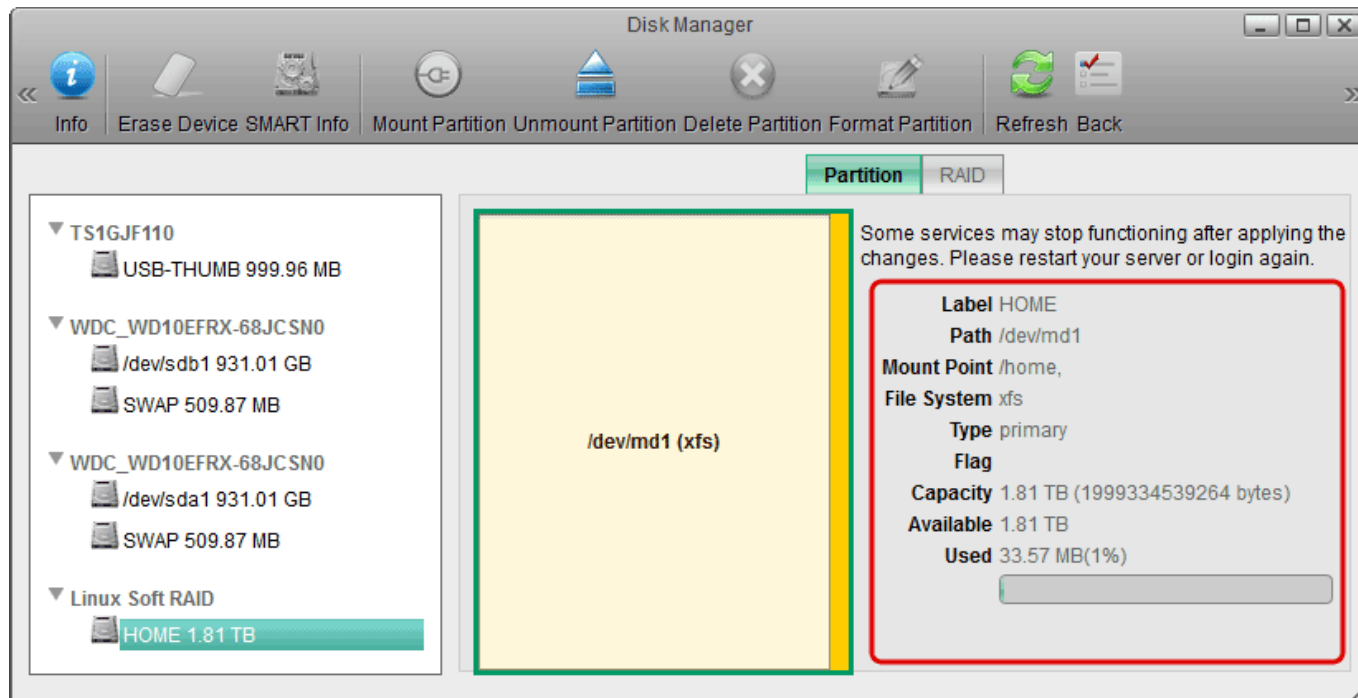 Disk Manager
Info Erase Device SMART Info Mount Partition Unmount Partition Delete Partition Format Partition Refresh Back
Partition RAID
TS1GJF110
USB-THUMB 999.96 MB
WDC_WD10EFRX-68JCSN0
/dev/sdb1 931.01 GB
SWAP 509.87 MB
WDC_WD10EFRX-68JCSN0
/dev/sda1 931.01 GB
SWAP 509.87 MB
Linux Soft RAID
HOME 1.81 TB
/dev/md1 (xfs)
Some services may stop functioning after applying the
changes. Please restart your server or login again.
Label HOME
Path /dev/md1
Mount Point /home,
File System xfs
Type primary
Flag
Capacity 1.81 TB (1999334539264 bytes)
Available 1.81 TB
Used 33.57 MB(1%)